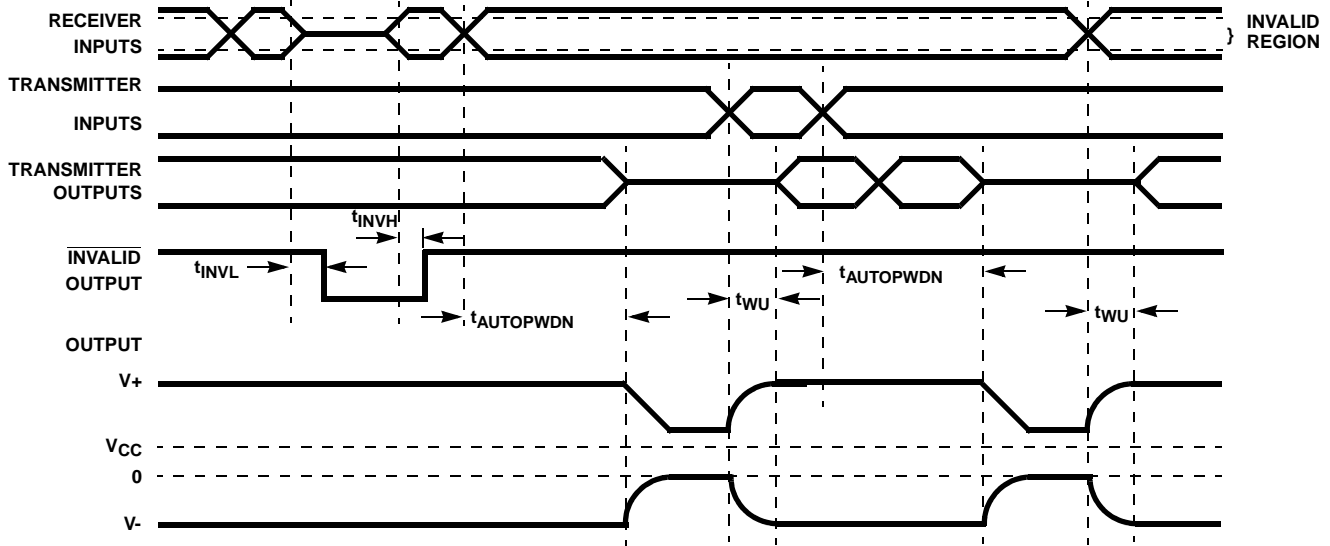 RECEIVER
INPUTS
} INVALID
REGION
TRANSMITTER
INPUTS
TRANSMITTER
OUTPUTS
tINVH
INVALID
OUTPUT
tINVL
tAUTOPWDN
tWU
tAUTOPWDN
tWU
OUTPUT
V+
VCC
0
V-